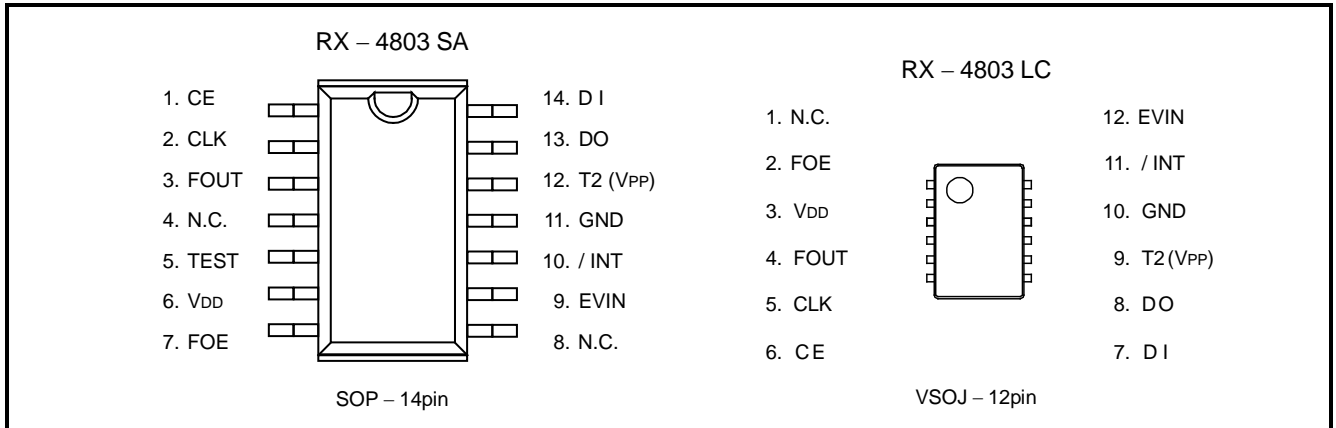 RX – 4803 SA
1. CE
2. CLK
3. FOUT
4. N.C.
5. TEST
6. VDD
7. FOE
14. D I
13. DO
12. T2 (VPP)
11. GND
10. / INT
9. EVIN
8. N.C.
SOP – 14pin
RX – 4803 LC
1. N.C.
2. FOE
3. VDD
4. FOUT
5. CLK
6. CE
12. EVIN
11. / INT
10. GND
9. T2 (VPP)
8. DO
7. D I
VSOJ – 12pin